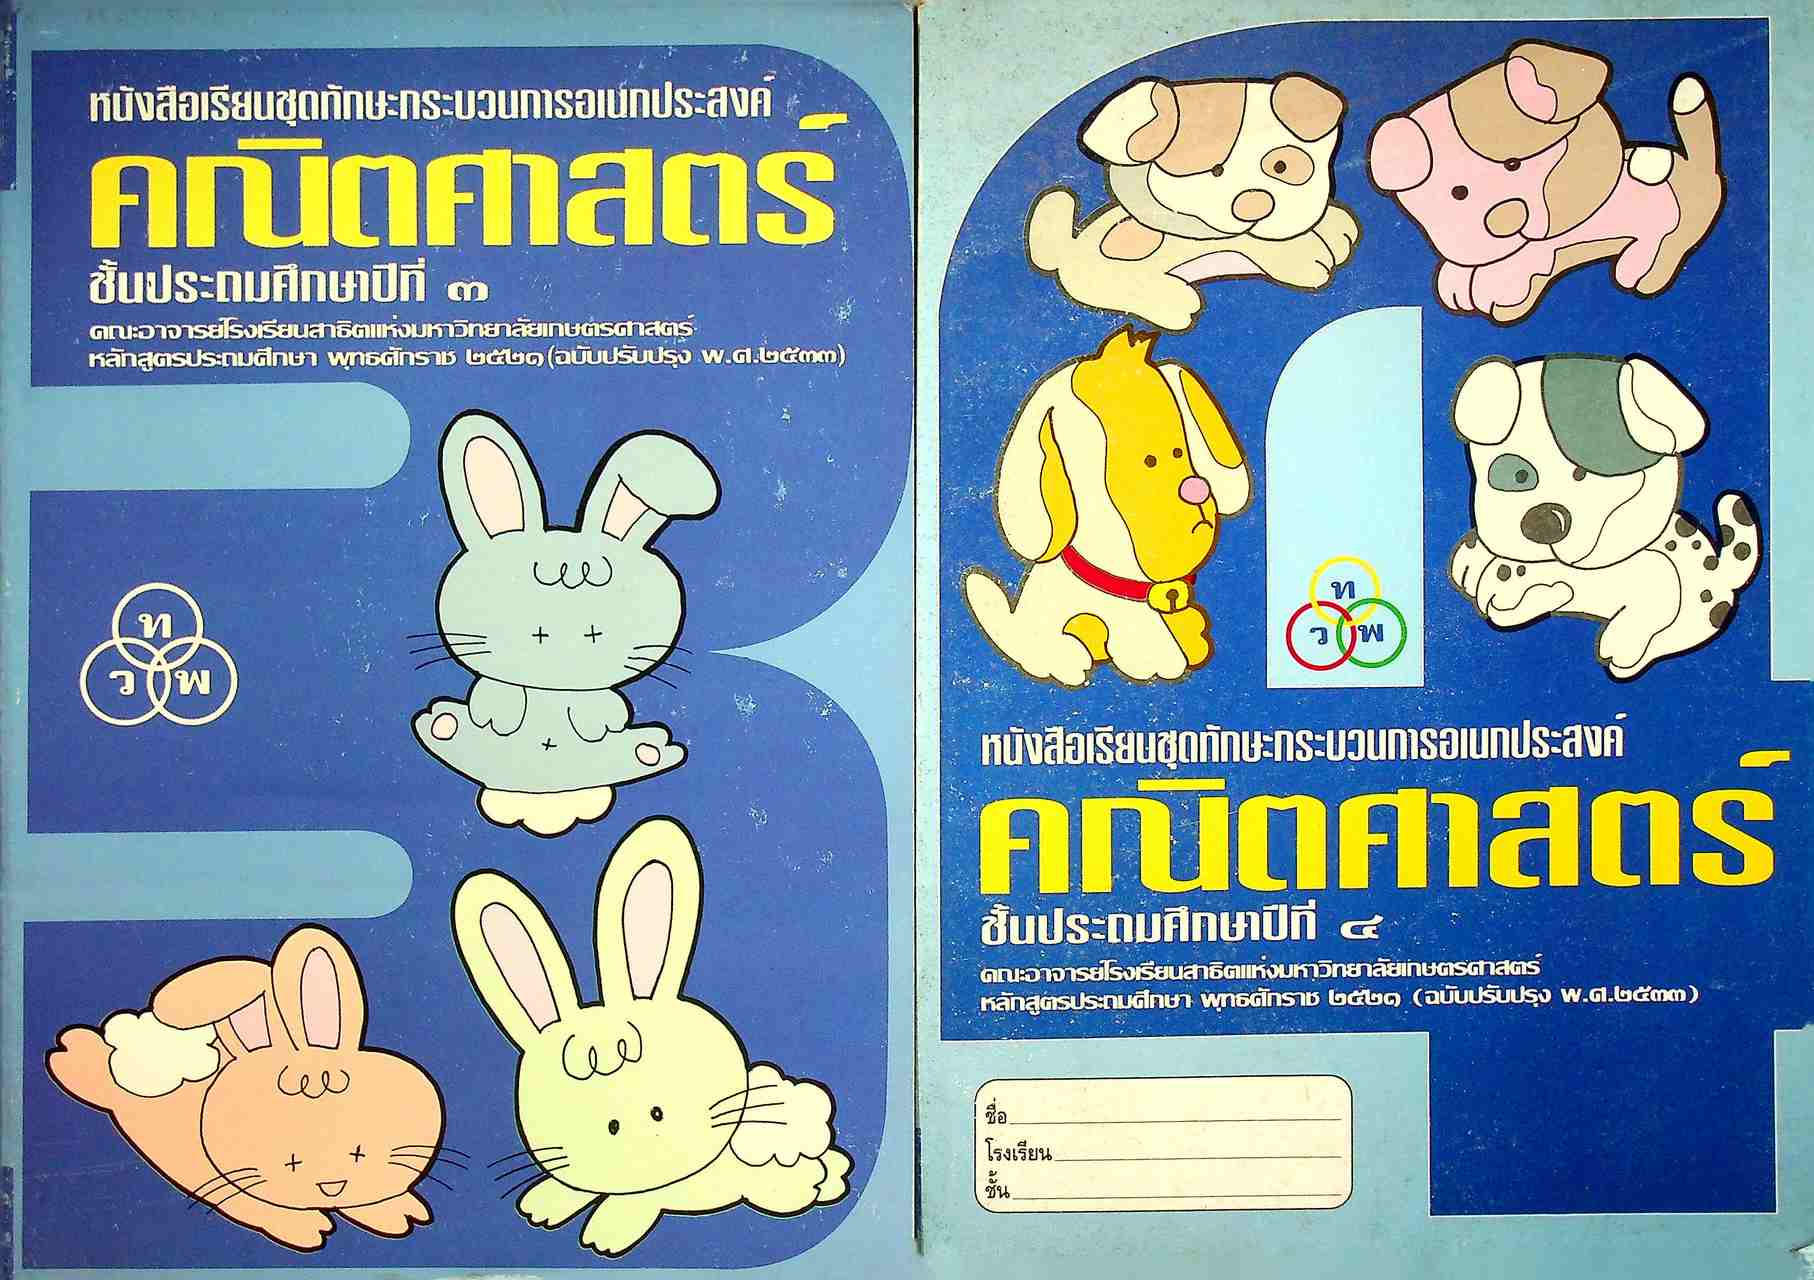 หนังสือเรียนชุดทักษะกระบวนการอเนกประสงค์
คณิตศาสตร์
ชั้นประถมศึกษาปีที่ ๓
คณะอาจารย์โรงเรียนสาธิตแห่งมหาวิทยาลัยเกษตรศาสตร์
หลักสูตรประถมศึกษา พุทธศักราช ๒๕๒๑ (ฉบับปรับปรุง พ.ศ.๒๕๓๓)
ท
ว พ
ท
ว พ
หนังสือเรียนชุดทักษะกระบวนการอเนกประสงค์
คณิตศาสตร์
ชั้นประถมศึกษาปีที่ ๔
คณะอาจารย์โรงเรียนสาธิตแห่งมหาวิทยาลัยเกษตรศาสตร์
หลักสูตรประถมศึกษา พุทธศักราช ๒๕๒๑ (ฉบับปรับปรุง พ.ศ.๒๕๓๓)
ชื่อ
โรงเรียน
ชั้น